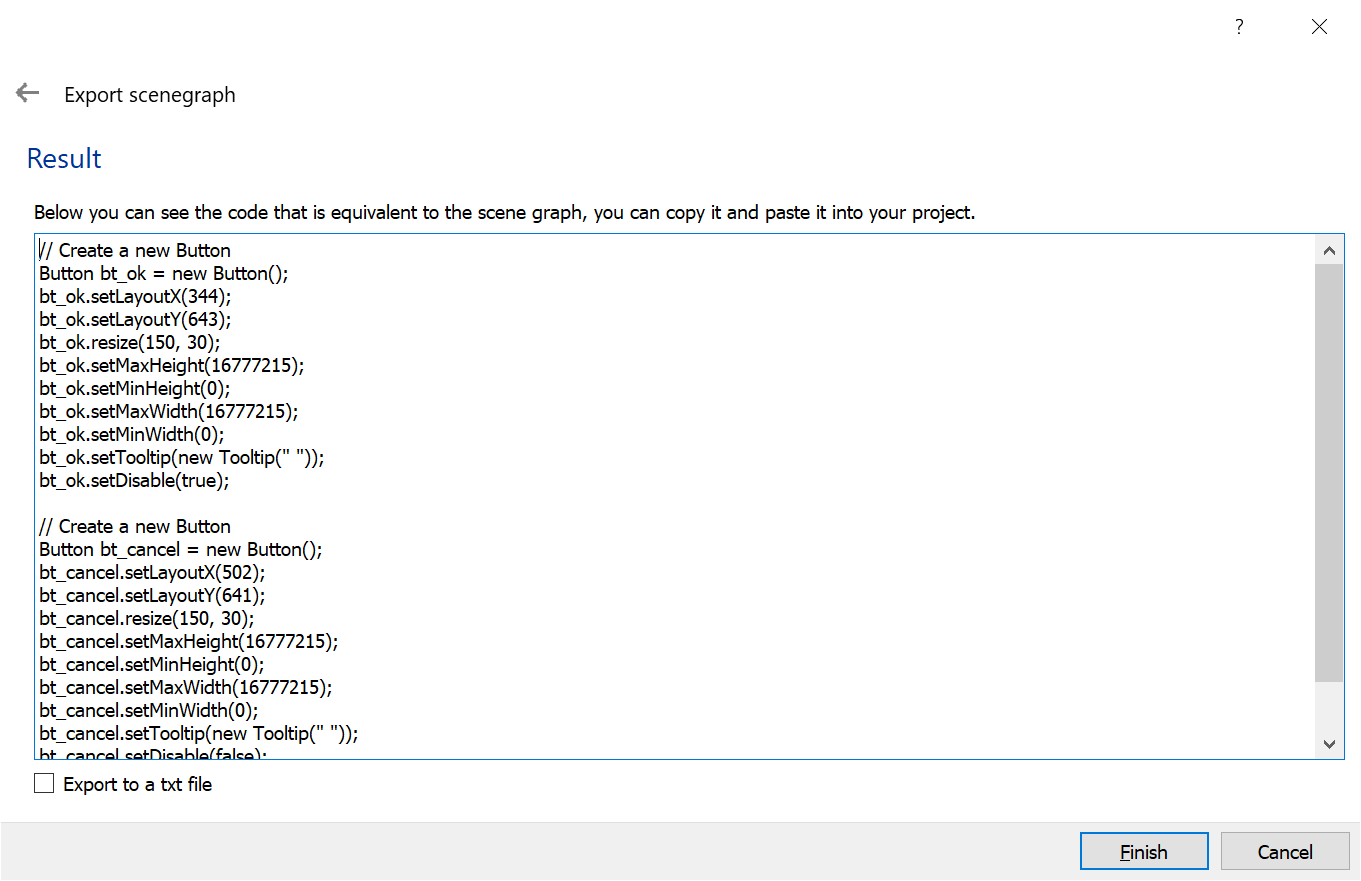 ?
Export scenegraph
Result
Below you can see the code that is equivalent to the scene graph, you can copy it and paste it into your project.
// Create a new Button
Button bt_ok = new Button();
bt_ok.setLayoutX(344);
bt_ok.setLayoutY(643);
bt_ok.resize(150, 30);
bt_ok.setMaxHeight(16777215);
bt_ok.setMinHeight(0);
bt_ok.setMaxWidth(16777215);
bt_ok.setMinWidth(0);
bt_ok.setTooltip(new Tooltip(" "));
bt_ok.setDisable(true);

// Create a new Button
Button bt_cancel = new Button();
bt_cancel.setLayoutX(502);
bt_cancel.setLayoutY(641);
bt_cancel.resize(150, 30);
bt_cancel.setMaxHeight(16777215);
bt_cancel.setMinHeight(0);
bt_cancel.setMaxWidth(16777215);
bt_cancel.setMinWidth(0);
bt_cancel.setTooltip(new Tooltip(" "));
bt_cancel.setDisable(false);
Export to a txt file
Finish Cancel